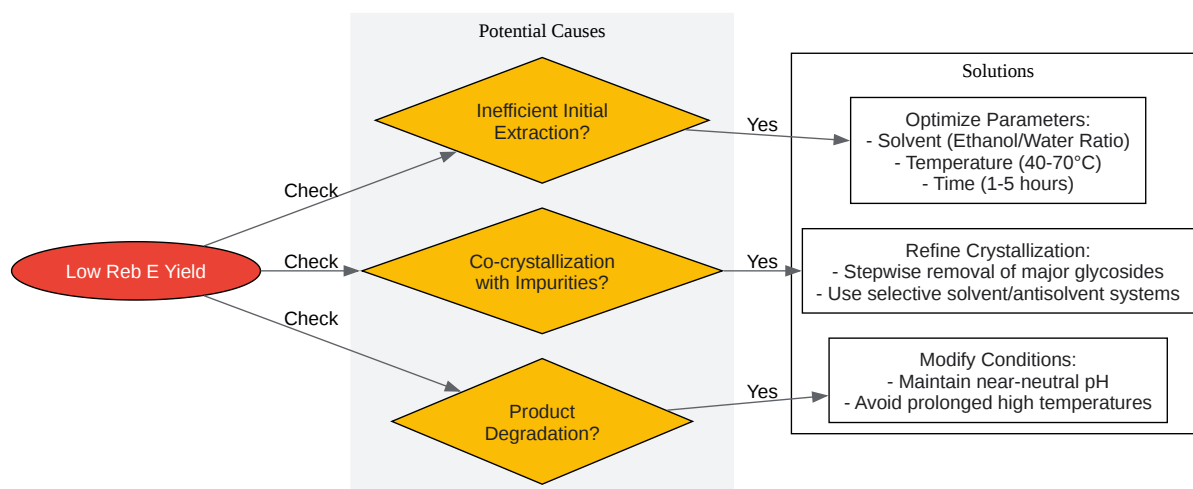 Potential Causes
Solutions
Inefficient Initial
Extraction?
Yes
Optimize Parameters:
- Solvent (Ethanol/Water Ratio)
- Temperature (40-70°C)
- Time (1-5 hours)
Check
Low Reb E Yield
Check
Co-crystallization
with Impurities?
Yes
Refine Crystallization:
- Stepwise removal of major glycosides
- Use selective solvent/antisolvent systems
Check
Product
Degradation?
Yes
Modify Conditions:
- Maintain near-neutral pH
- Avoid prolonged high temperatures